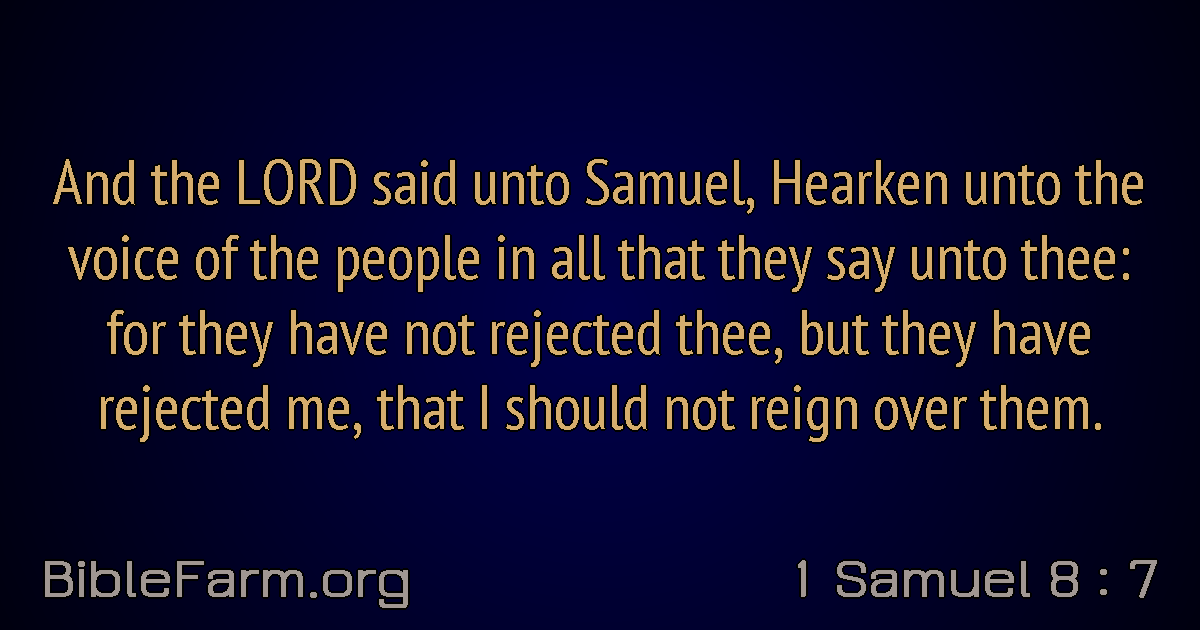 And the LORD said unto Samuel, Hearken unto the
voice of the people in all that they say unto thee:
for they have not rejected thee, but they have
rejected me, that I should not reign over them.
BibleFarm.org
1 Samuel 8 : 7